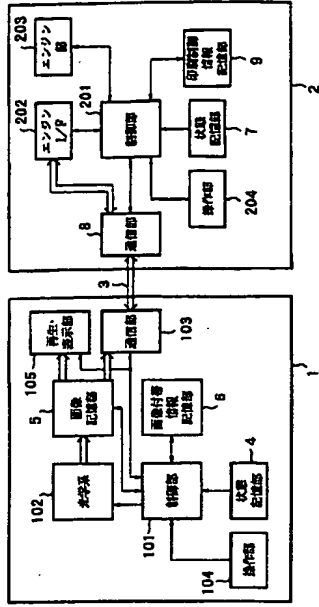 105
再生・
表示部
102
光学系
5
画像
記憶部
103
通信部
101
制御部
6
画像付帯
情報
記憶部
104
操作部
4
状態
記憶部
1
3
202
エンジン
I/F
203
エンジン
部
8
通信部
201
制御部
204
操作部
7
状態
記憶部
9
印刷制御
情報
記憶部
2